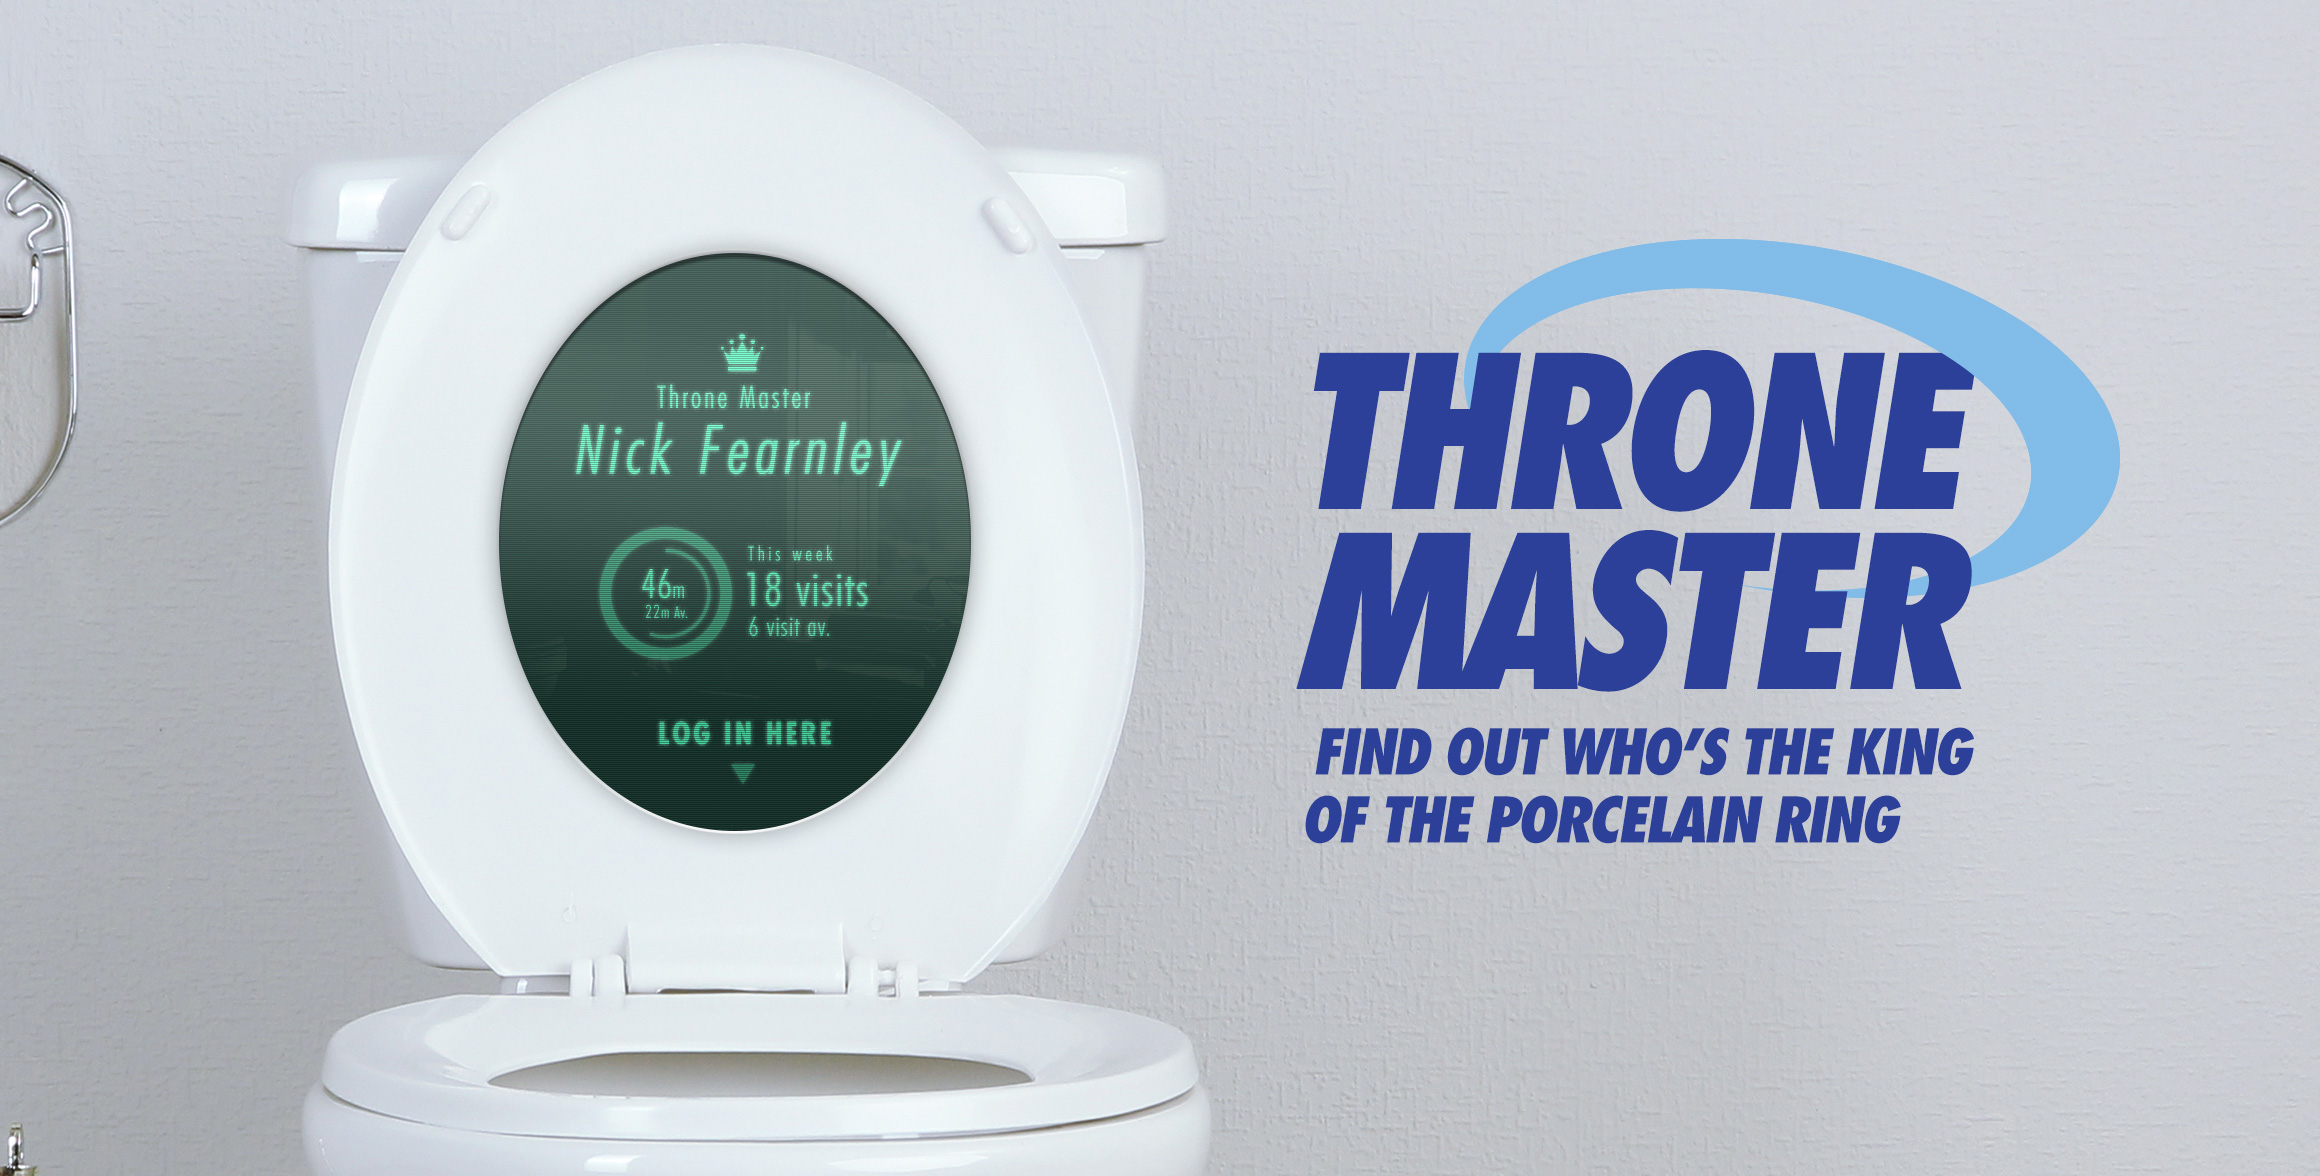 Throne Master
Nick Fearnley
46m
22m Av.
This week
18 visits
6 visit av.
LOG IN HERE
THRONE
MASTER
FIND OUT WHO'S THE KING
OF THE PORCELAIN RING